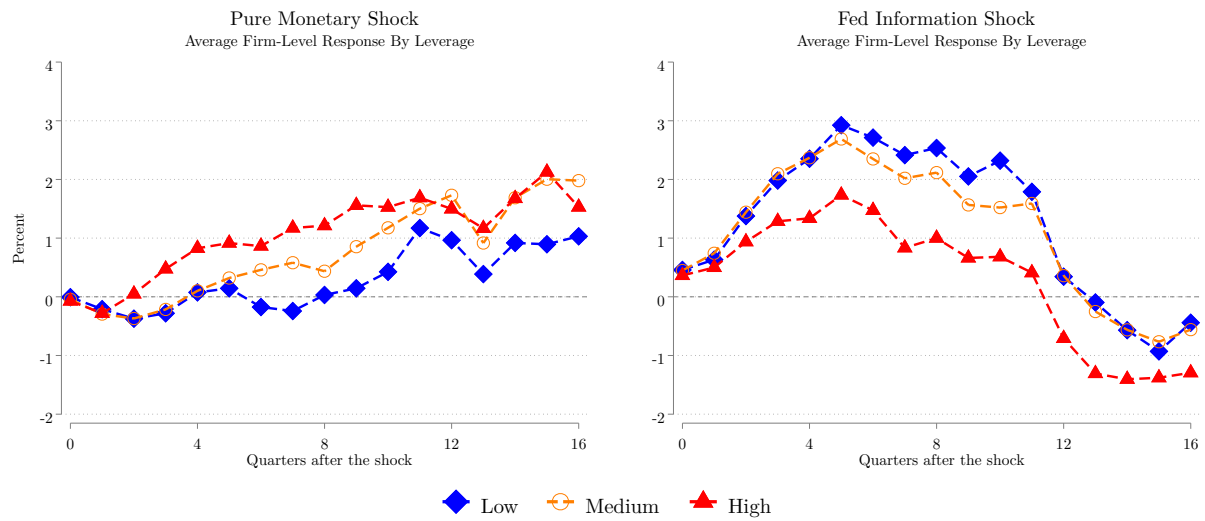 Pure Monetary Shock
Average Firm-Level Response By Leverage
Percent
4
3
2
1
0
-1
-2
0 4 8 12 16
Quarters after the shock
Fed Information Shock
Average Firm-Level Response By Leverage
4
3
2
1
0
-1
-2
0 4 8 12 16
Quarters after the shock
Low Medium High